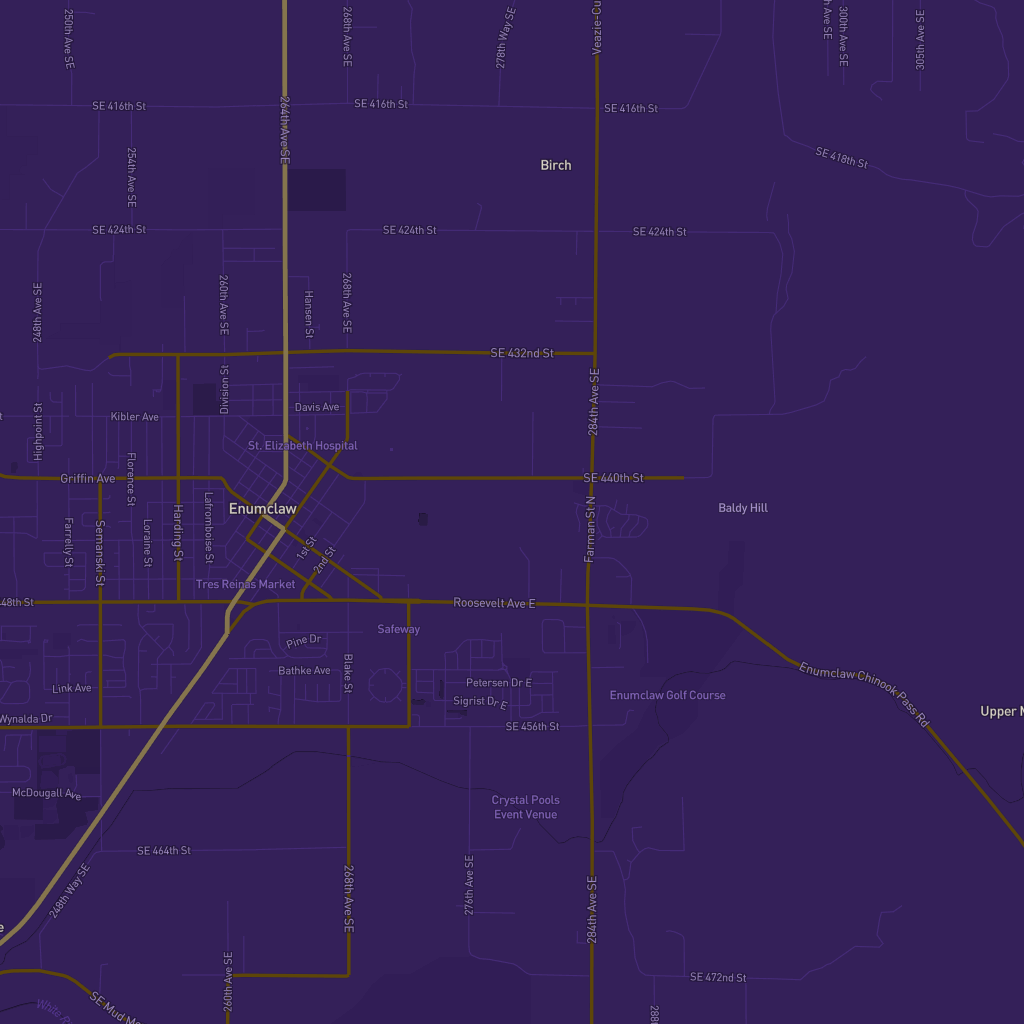 250th Ave SE
268th Ave SE
278th Way SE
300th Ave SE
305th Ave SE
SE 416th St
264th Ave SE
SE 416th St
SE 416th St
254th Ave SE
Birch
SE 418th St
SE 424th St
SE 424th St
SE 424th St
248th Ave SE
260th Ave SE
Hansen St
268th Ave SE
SE 432nd St
Division St
284th Ave SE
Highpoint St
Kibler Ave
Davis Ave
St. Elizabeth Hospital
Griffin Ave
Florence St
SE 440th St
Enumclaw
Baldy Hill
Farrelly St
Semanski St
Loraine St
Harding St
Lafromboise St
1st St
2nd St
Farman St N
Tres Reinas Market
48th St
Roosevelt Ave E
Safeway
Pine Dr
Bathke Ave
Blake St
Link Ave
Petersen Dr E
Sigrist Dr E
Enumclaw Golf Course
Enumclaw Chinook Pass Rd
Upper M
Wynalda Dr
SE 456th St
McDougall Ave
Crystal Pools
Event Venue
SE 464th St
248th Way SE
268th Ave SE
276th Ave SE
284th Ave SE
260th Ave SE
SE 472nd St
SE Mud M